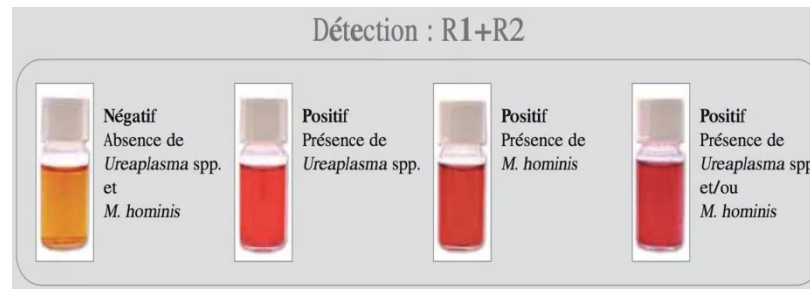 Détection : R1+R2
Négatif
Absence de
Ureaplasma spp.
et
M. hominis
Positif
Présence de
Ureaplasma spp.
Positif
Présence de
M. hominis
Positif
Présence de
Ureaplasma spp
et/ou
M. hominis